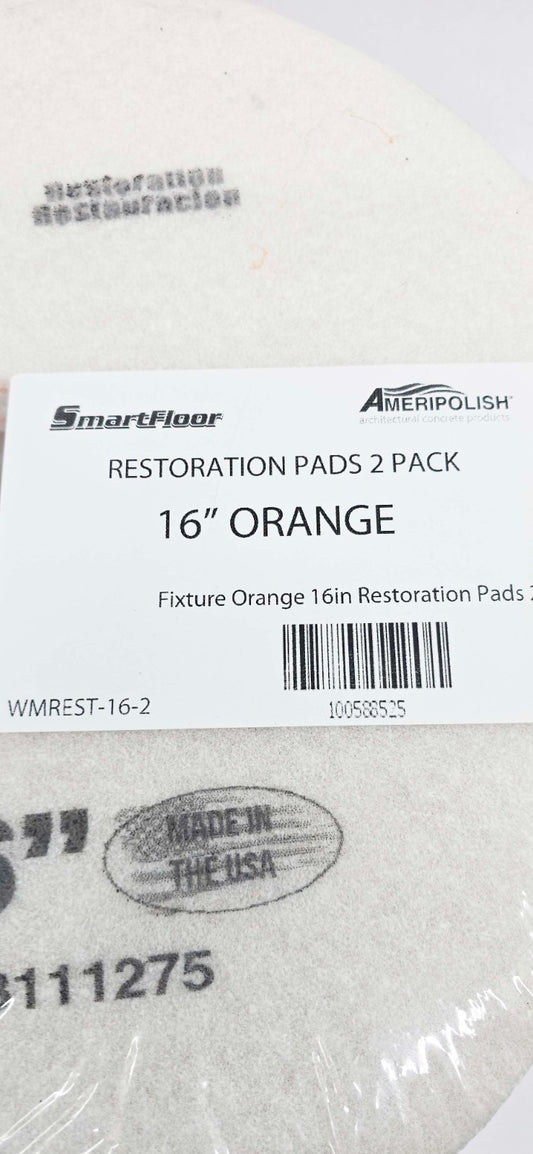 Restoration
Restauracion
SmartFloor
AMERIPOLISH
architectural concrete products
RESTORATION PADS 2 PACK
16” ORANGE
Fixture Orange 16in Restoration Pads
WMREST-16-2
100588525
”
MADE IN
THE USA
111275